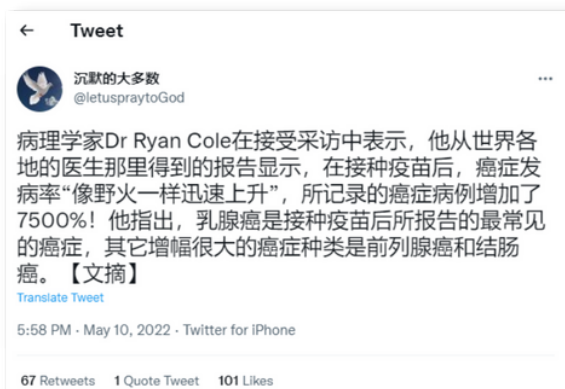 ← Tweet
沉默的大多数
@letuspraytoGod
病理学家Dr Ryan Cole在接受采访中表示，他从世界各
地的医生那里得到的报告显示，在接种疫苗后，癌症发
病率“像野火一样迅速上升”，所记录的癌症病例增加了
7500%！他指出，乳腺癌是接种疫苗后所报告的最常见
的癌症，其它增幅很大的癌症种类是前列腺癌和结肠
癌。【文摘】
Translate Tweet
5:58 PM · May 10, 2022 · Twitter for iPhone
67 Retweets 1 Quote Tweet 101 Likes